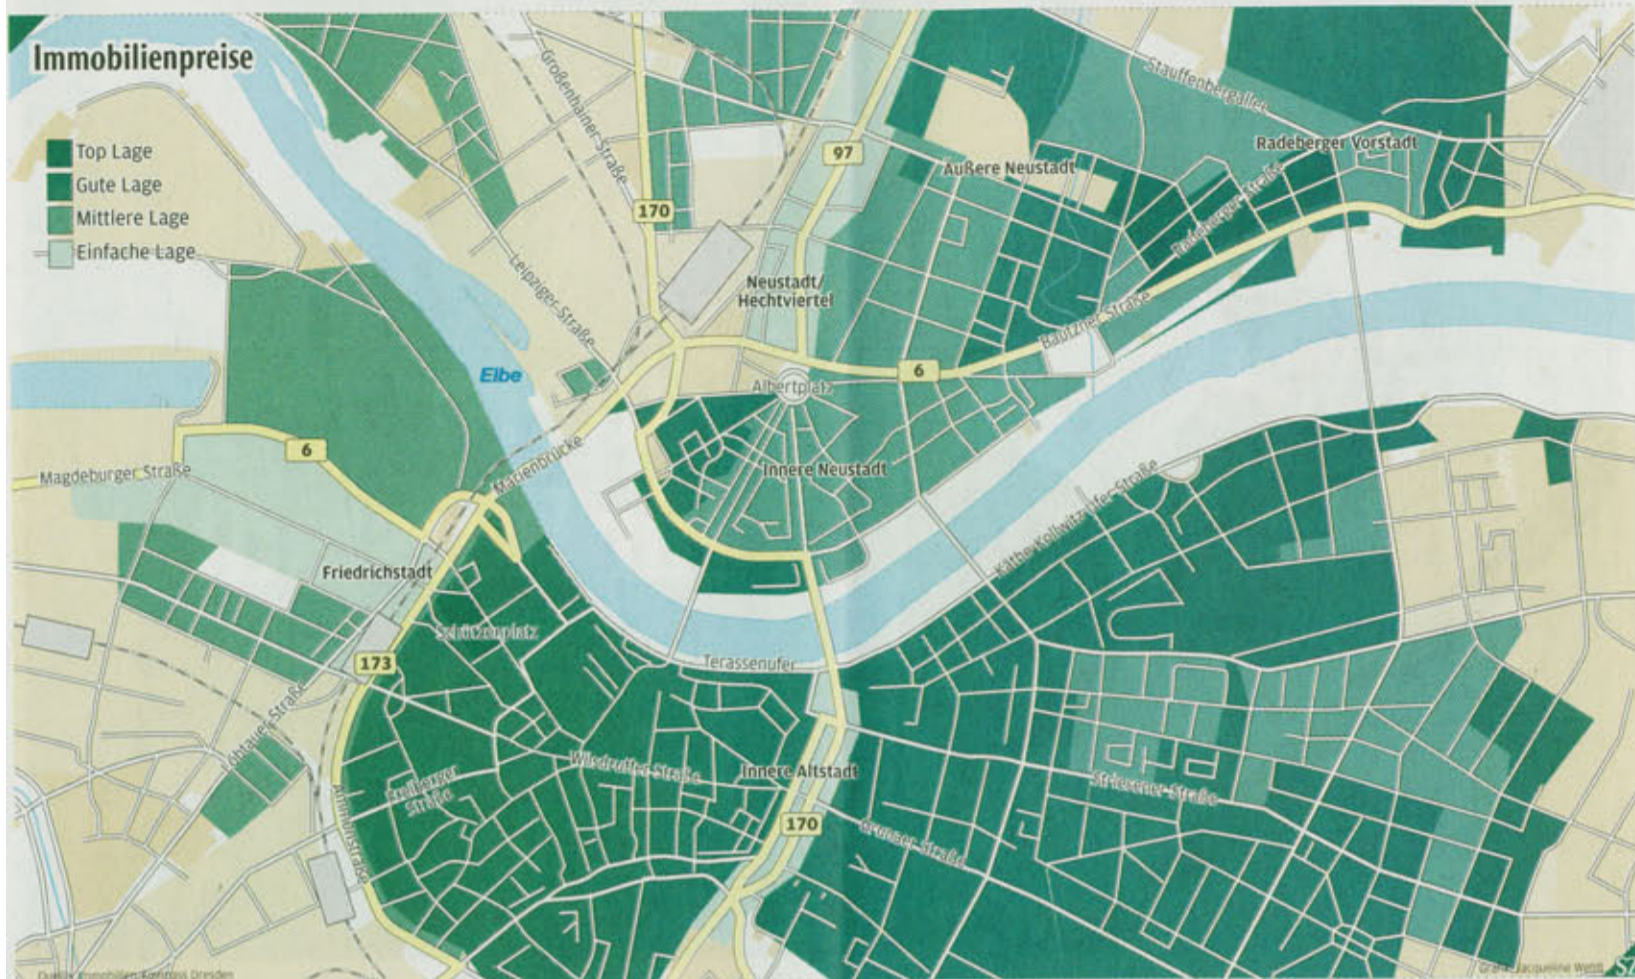 Immobilienpreise
Top Lage
Gute Lage
Mittlere Lage
Einfache Lage
Großenhainer-Straße
Stauffenbergallee
Radeberger Vorstadt
97
Äußere Neustadt
170
Radeberger-Straße
Leipziger-Straße
Neustadt/
Hechtviertel
Bautzner Straße
Elbe
6
Albertplatz
6
Magdeburger Straße
Marienbrücke
Innere Neustadt
Käthe-Kollwitz-Ufer-Straße
Friedrichstadt
Schützenplatz
173
Terassenufer
Löbtauer-Straße
Wilsdruffer-Straße
Innere Altstadt
Freiberger
Straße
Striesener-Straße
Ammonstraße
170
Grunaer-Straße